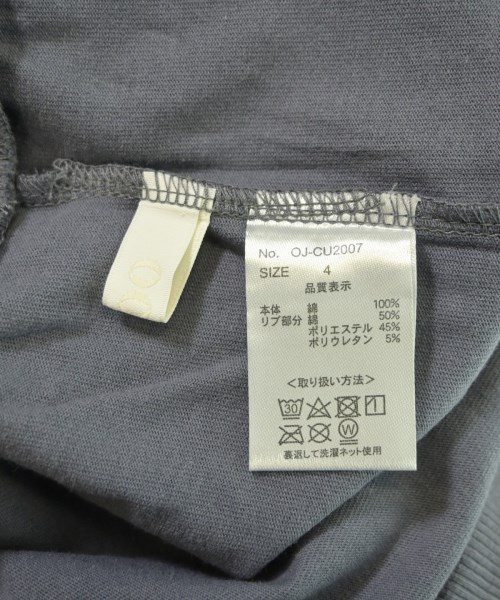 No. OJ-CU2007
SIZE 4
品質表示
本体 綿 100%
リブ部分 綿 50%
ポリエステル 45%
ポリウレタン 5%
<取り扱い方法>
30
W
裏返して洗濯ネット使用